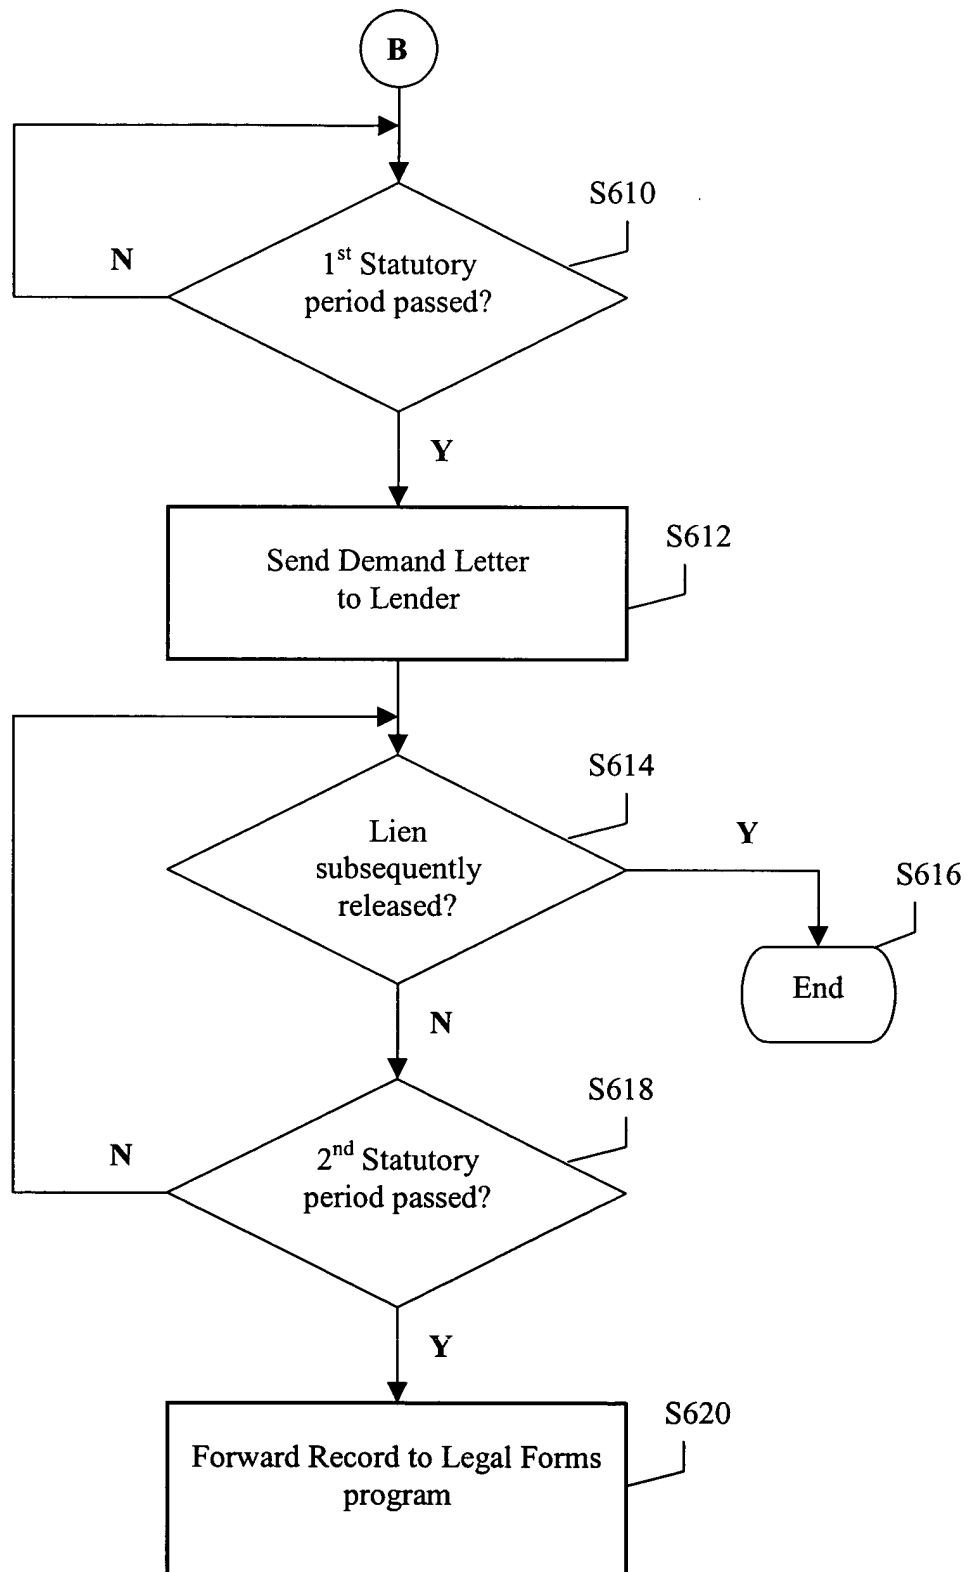 B
S610
N
1st Statutory
period passed?
Y
S612
Send Demand Letter
to Lender
S614
Y
Lien
subsequently
released?
S616
End
N
S618
N
2nd Statutory
period passed?
Y
S620
Forward Record to Legal Forms
program